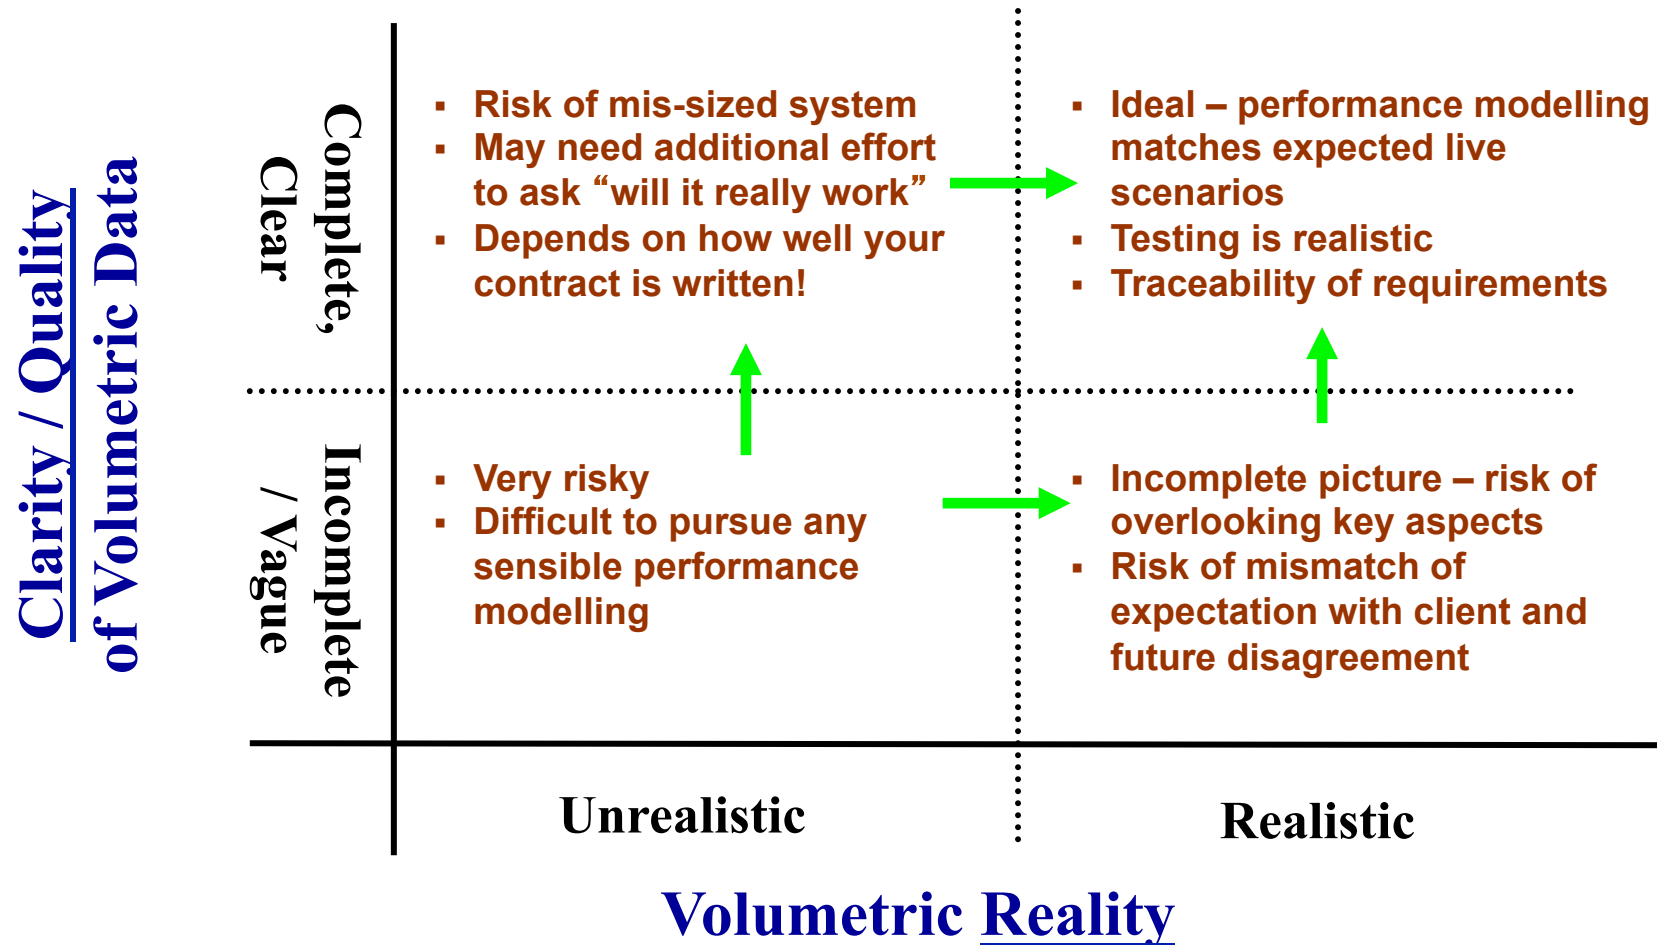 Clarity / Quality
of Volumetric Data
Complete,
Clear
▪ Risk of mis-sized system
▪ May need additional effort
to ask “will it really work”
▪ Depends on how well your
contract is written!
▪ Ideal – performance modelling
matches expected live
scenarios
▪ Testing is realistic
▪ Traceability of requirements
Incomplete
/ Vague
▪ Very risky
▪ Difficult to pursue any
sensible performance
modelling
▪ Incomplete picture – risk of
overlooking key aspects
▪ Risk of mismatch of
expectation with client and
future disagreement
Unrealistic
Realistic
Volumetric Reality